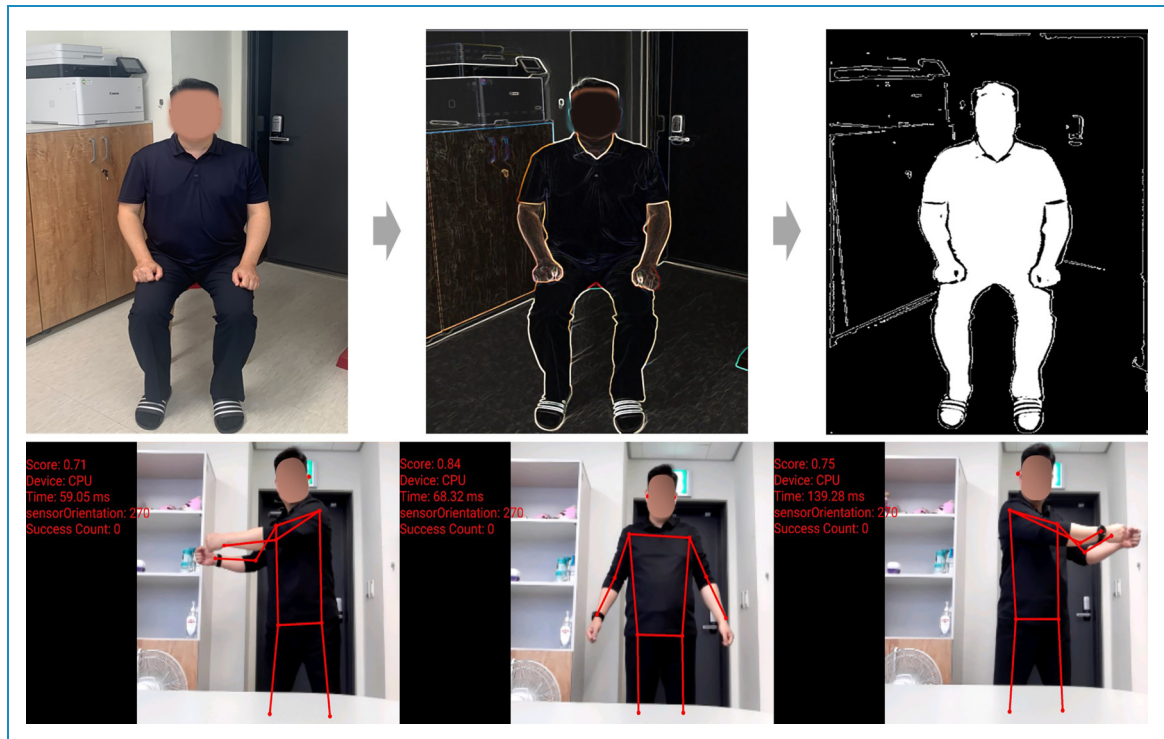 Canon
Score: 0.71
Device: CPU
Time: 59.05 ms
sensorOrientation: 270
Success Count: 0
Score: 0.84
Device: CPU
Time: 68.32 ms
sensorOrientation: 270
Success Count: 0
Score: 0.75
Device: CPU
Time: 139.28 ms
sensorOrientation: 270
Success Count: 0